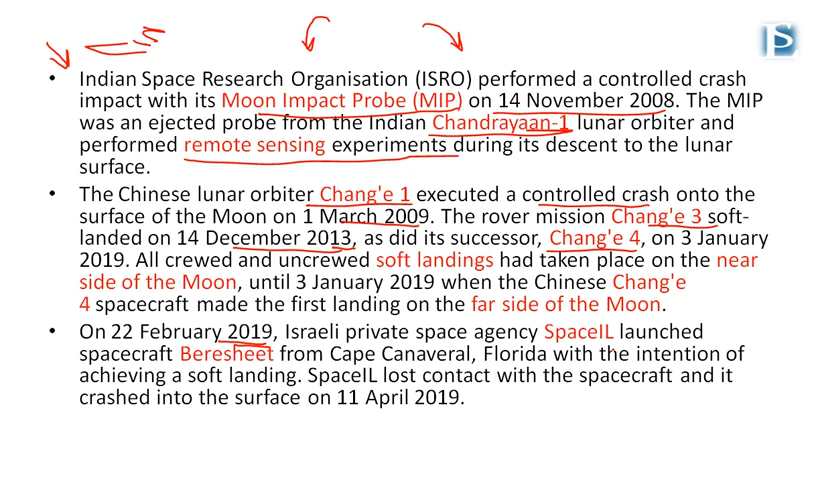 IS
• Indian Space Research Organisation (ISRO) performed a controlled crash
impact with its Moon Impact Probe (MIP) on 14 November 2008. The MIP
was an ejected probe from the Indian Chandrayaan-1 lunar orbiter and
performed remote sensing experiments during its descent to the lunar
surface.
• The Chinese lunar orbiter Chang'e 1 executed a controlled crash onto the
surface of the Moon on 1 March 2009. The rover mission Chang'e 3 soft-
landed on 14 December 2013, as did its successor, Chang'e 4, on 3 January
2019. All crewed and uncrewed soft landings had taken place on the near
side of the Moon, until 3 January 2019 when the Chinese Chang'e
4 spacecraft made the first landing on the far side of the Moon.
• On 22 February 2019, Israeli private space agency SpaceIL launched
spacecraft Beresheet from Cape Canaveral, Florida with the intention of
achieving a soft landing. SpaceIL lost contact with the spacecraft and it
crashed into the surface on 11 April 2019.